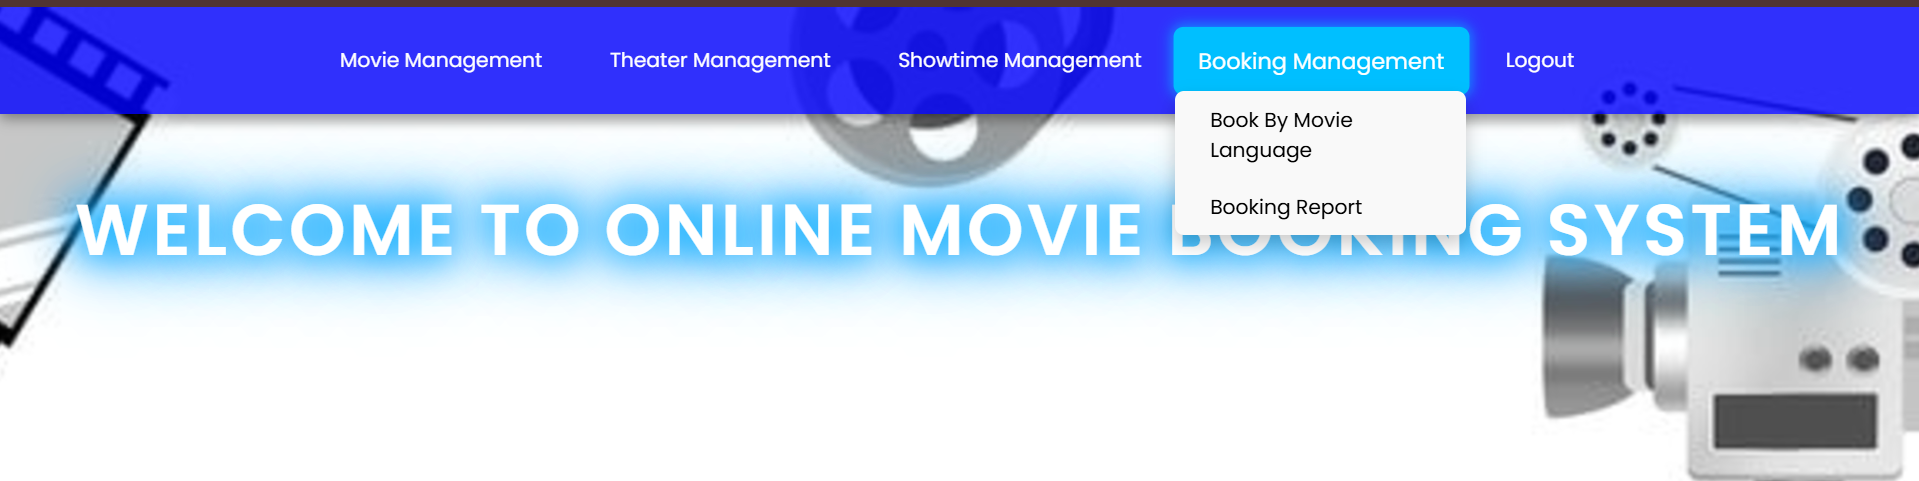 Movie Management
Theater Management
Showtime Management
Booking Management
Logout
Book By Movie
Language
Booking Report
WELCOME TO ONLINE MOVIE BOOKING SYSTEM